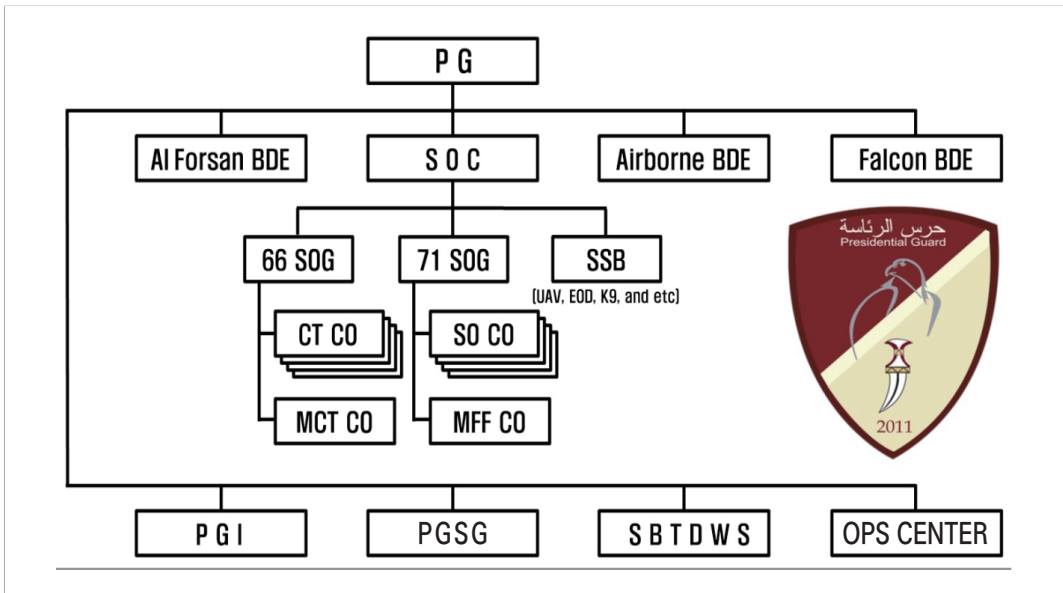 P G
Al Forsan BDE
S O C
Airborne BDE
Falcon BDE
66 SOG
71 SOG
SSB
(UAV, EOD, K9, and etc)
CT CO
SO CO
MCT CO
MFF CO
حرس الرئاسة
Presidential Guard
2011
P G I
PGSG
S B T D W S
OPS CENTER